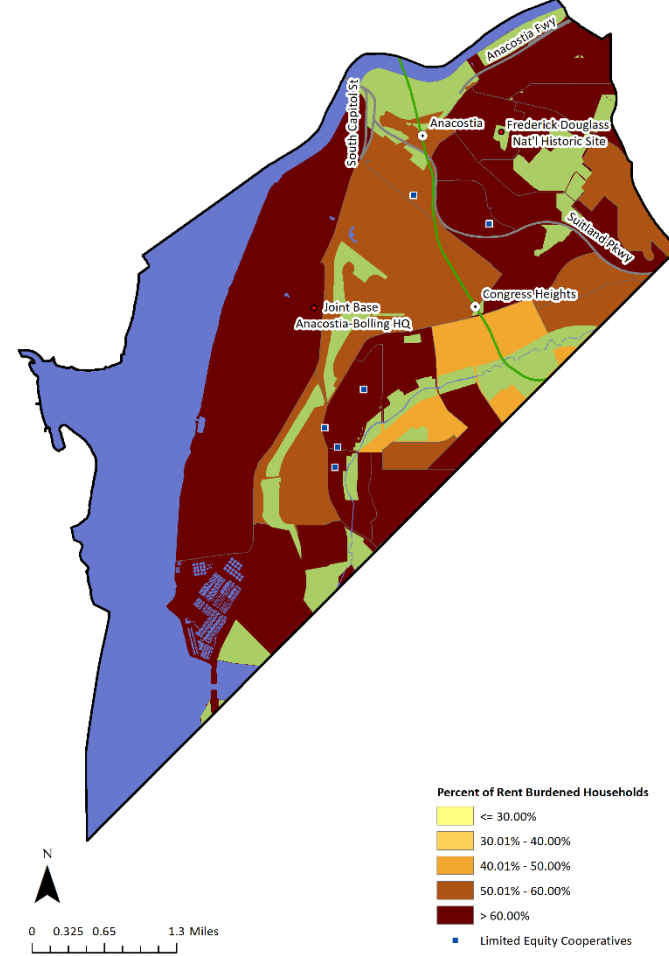 Anacostia Fwy
South Capitol St
Anacostia
Frederick Douglass
Nat'l Historic Site
Suitland Pkwy
Congress Heights
Joint Base
Anacostia-Bolling HQ
Percent of Rent Burdened Households
<= 30.00%
30.01% - 40.00%
40.01% - 50.00%
50.01% - 60.00%
> 60.00%
Limited Equity Cooperatives
N
0 0.325 0.65 1.3 Miles